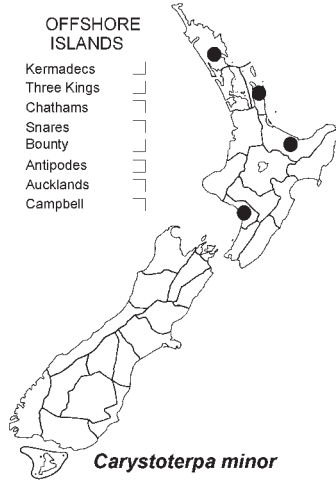 OFFSHORE
ISLANDS
Kermadecs
Three Kings
Chathams
Snares
Bounty
Antipodes
Aucklands
Campbell
Carystoterpa minor